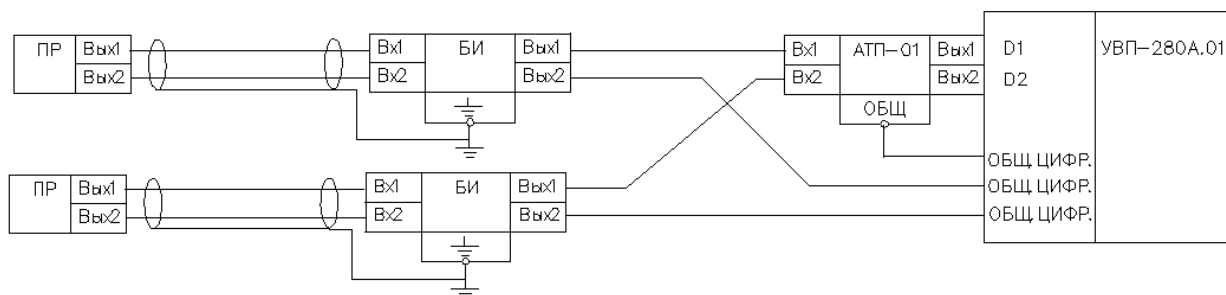 ПР Вых1 Вх1 БИ Вых1 Вх1 АТП-01 Вых1 D1 УВП-280А.01
Вых2 Вх2 Вых2 Вх2 Вых2 D2
ОБЩ
ОБЩ. ЦИФР.
ПР Вых1 Вх1 БИ Вых1 ОБЩ. ЦИФР.
Вых2 Вх2 Вых2 ОБЩ. ЦИФР.